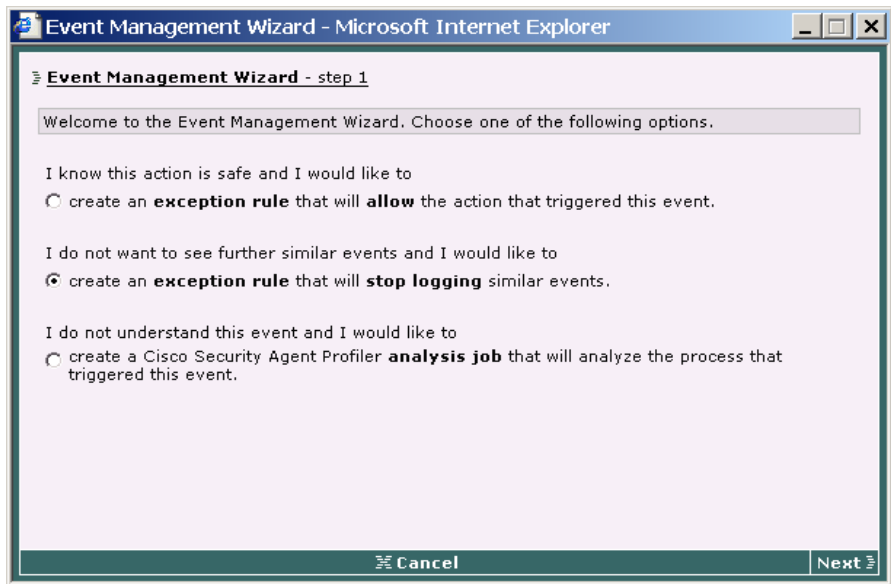 Event Management Wizard - Microsoft Internet Explorer
Event Management Wizard - step 1
Welcome to the Event Management Wizard. Choose one of the following options.
I know this action is safe and I would like to
create an exception rule that will allow the action that triggered this event.
I do not want to see further similar events and I would like to
create an exception rule that will stop logging similar events.
I do not understand this event and I would like to
create a Cisco Security Agent Profiler analysis job that will analyze the process that
triggered this event.
Cancel
Next